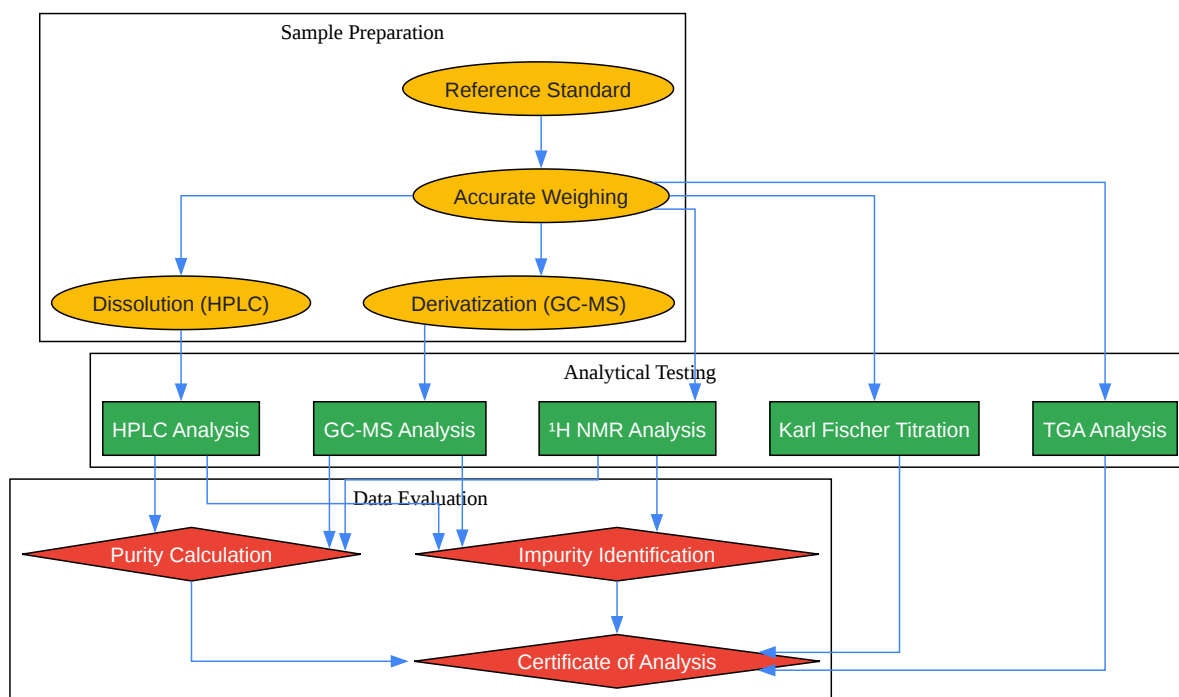 Sample Preparation
Reference Standard
Accurate Weighing
Dissolution (HPLC)
Derivatization (GC-MS)
Analytical Testing
HPLC Analysis
GC-MS Analysis
¹H NMR Analysis
Karl Fischer Titration
TGA Analysis
Data Evaluation
Purity Calculation
Impurity Identification
Certificate of Analysis